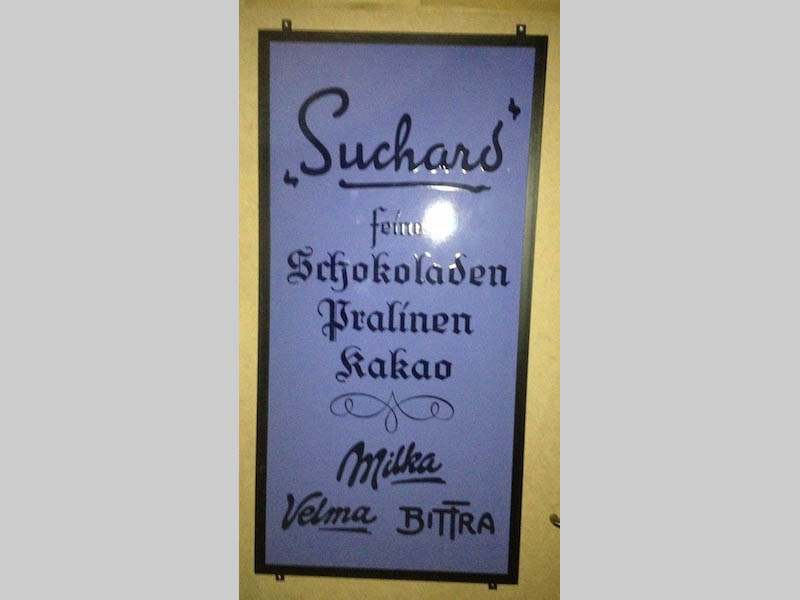 „Suchard“
feine
Schokoladen
Pralinen
Kakao
Milka
Velma BITTRA